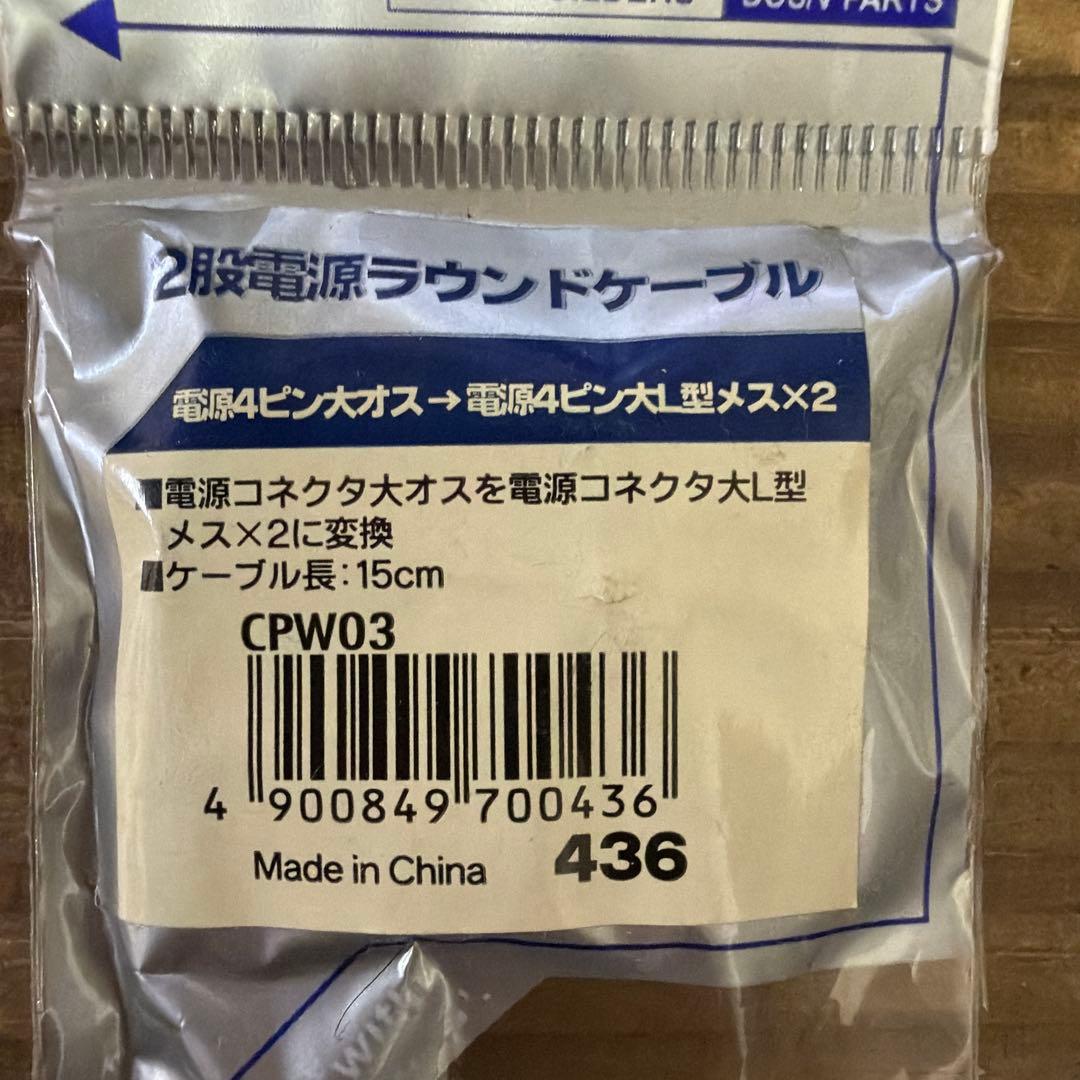 PARTS
2股電源ラウンドケーブル
電源4ピン大オス→電源4ピン大L型メス×2
■電源コネクタ大オスを電源コネクタ大L型
メス×2に変換
■ケーブル長:15cm
CPW03
4 900849 700436
Made in China 436